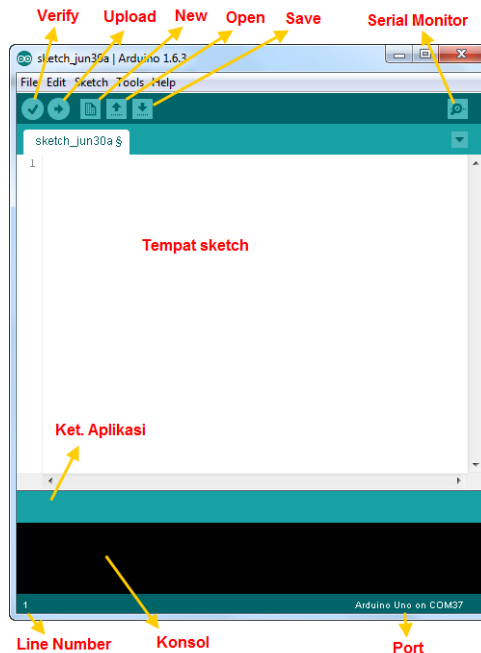 Verify Upload New Open Save Serial Monitor
sketch_jun30a | Arduino 1.6.3
File Edit Sketch Tools Help
sketch_jun30a §
1
Tempat sketch
Ket. Aplikasi
1 Arduino Uno on COM37
Line Number Konsol Port